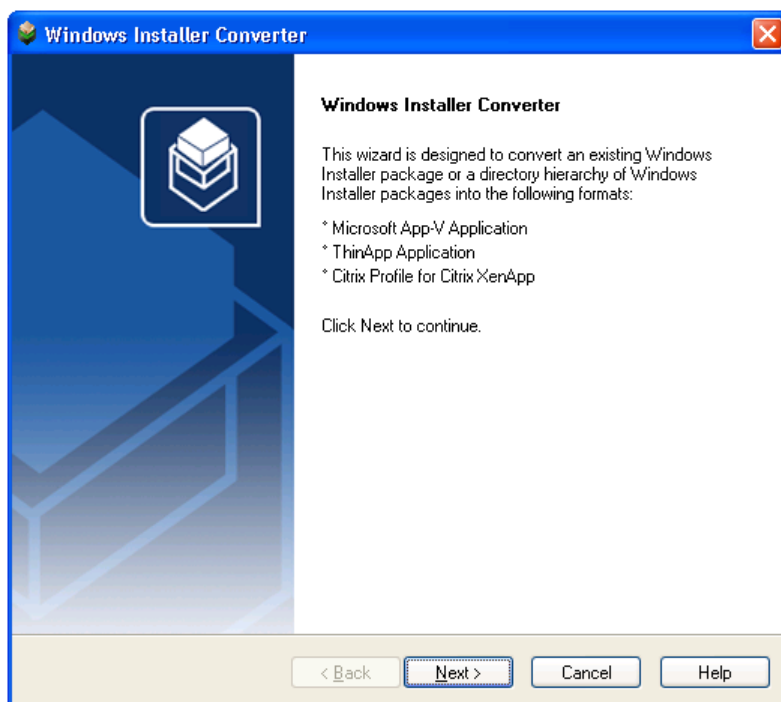 Windows Installer Converter
Windows Installer Converter
This wizard is designed to convert an existing Windows
Installer package or a directory hierarchy of Windows
Installer packages into the following formats:
* Microsoft App-V Application
* ThinApp Application
* Citrix Profile for Citrix XenApp
Click Next to continue.
< Back Next > Cancel Help